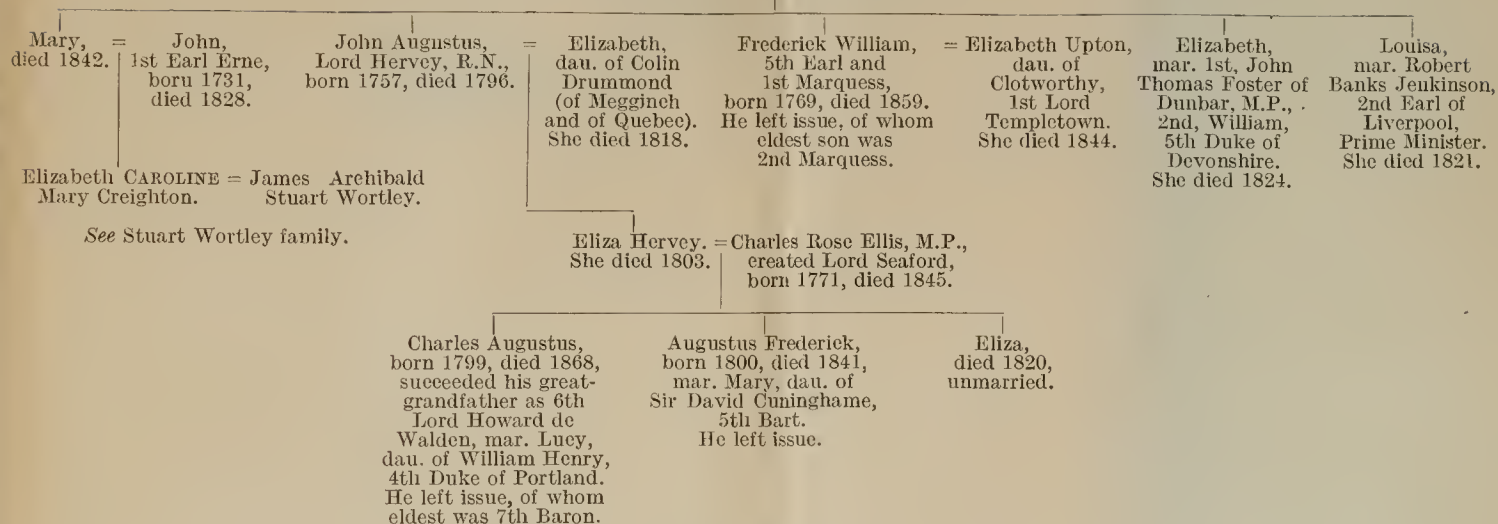 Mary,
died 1842.
=
John,
1st Earl Erne,
born 1731,
died 1828.
John Augustus,
Lord Hervey, R.N.,
born 1757, died 1796.
=
Elizabeth,
dau. of Colin
Drummond
(of Megginch
and of Quebec).
She died 1818.
Frederick William,
5th Earl and
1st Marquess,
born 1769, died 1859.
He left issue, of whom
eldest son was
2nd Marquess.
= Elizabeth Upton,
dau. of
Clotworthy,
1st Lord
Templetown.
She died 1844.
Elizabeth,
mar. 1st, John
Thomas Foster of
Dunbar, M.P.,
2nd, William,
5th Duke of
Devonshire.
She died 1824.
Louisa,
mar. Robert
Banks Jenkinson,
2nd Earl of
Liverpool,
Prime Minister.
She died 1821.
Elizabeth CAROLINE = James Archibald
Mary Creighton. Stuart Wortley.
See Stuart Wortley family.
Eliza Hervey. = Charles Rose Ellis, M.P.,
She died 1803. created Lord Seaford,
born 1771, died 1845.
Charles Augustus,
born 1799, died 1868,
succeeded his great-
grandfather as 6th
Lord Howard de
Walden, mar. Lucy,
dau. of William Henry,
4th Duke of Portland.
He left issue, of whom
eldest was 7th Baron.
Augustus Frederick,
born 1800, died 1841,
mar. Mary, dau. of
Sir David Cuninghame,
5th Bart.
He left issue.
Eliza,
died 1820,
unmarried.